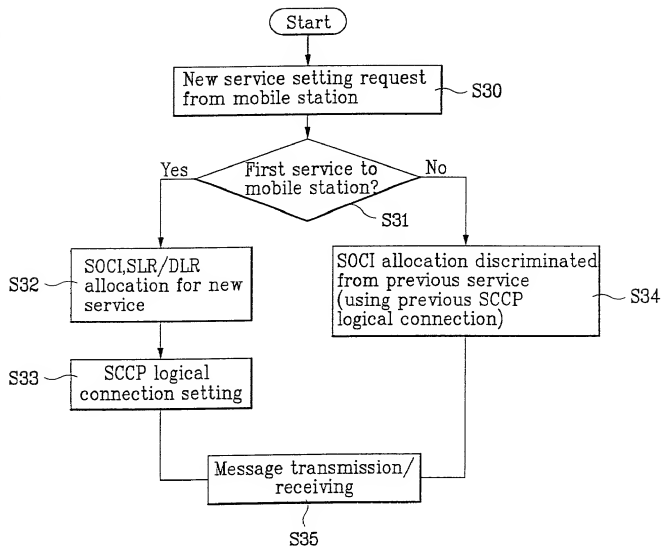 Start
New service setting request
from mobile station
S30
First service to
mobile station?
Yes
No
S31
SOCI,SLR/DLR
allocation for new
service
S32
SOCI allocation discriminated
from previous service
(using previous SCCP
logical connection)
S34
SCCP logical
connection setting
S33
Message transmission/
receiving
S35